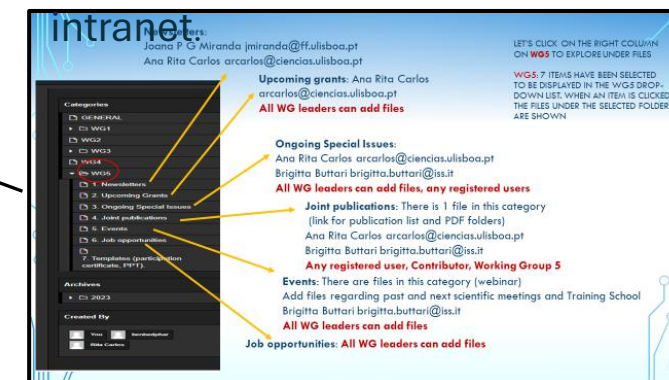 intranet.
Newsletters:
Joana P G Miranda jmiranda@ff.ulisboa.pt
Ana Rita Carlos arcarlos@ciencias.ulisboa.pt
Upcoming grants: Ana Rita Carlos
arcarlos@ciencias.ulisboa.pt
All WG leaders can add files
Ongoing Special Issues:
Ana Rita Carlos arcarlos@ciencias.ulisboa.pt
Brigitta Buttari brigitta.buttari@iss.it
All WG leaders can add files, any registered users
Joint publications: There is 1 file in this category
(link for publication list and PDF folders)
Ana Rita Carlos arcarlos@ciencias.ulisboa.pt
Brigitta Buttari brigitta.buttari@iss.it
Any registered user, Contributor, Working Group 5
Events: There are files in this category (webinar)
Add files regarding past and next scientific meetings and Training School
Brigitta Buttari brigitta.buttari@iss.it
All WG leaders can add files
Job opportunities: All WG leaders can add files
LET'S CLICK ON THE RIGHT COLUMN
ON WG5 TO EXPLORE UNDER FILES
WG5: 7 ITEMS HAVE BEEN SELECTED
TO BE DISPLAYED IN THE WG5 DROP-
DOWN LIST. WHEN AN ITEM IS CLICKED
THE FILES UNDER THE SELECTED FOLDER
ARE SHOWN
Categories
GENERAL
WG1
WG2
WG3
WG4
WG5
1. Newsletters
2. Upcoming Grants
3. Ongoing Special Issues
4. Joint publications
5. Events
6. Job opportunities
7. Templates (participation
certificate, PPT).
Archives
2023
Created By
You
benhedphar
Rita Carlos